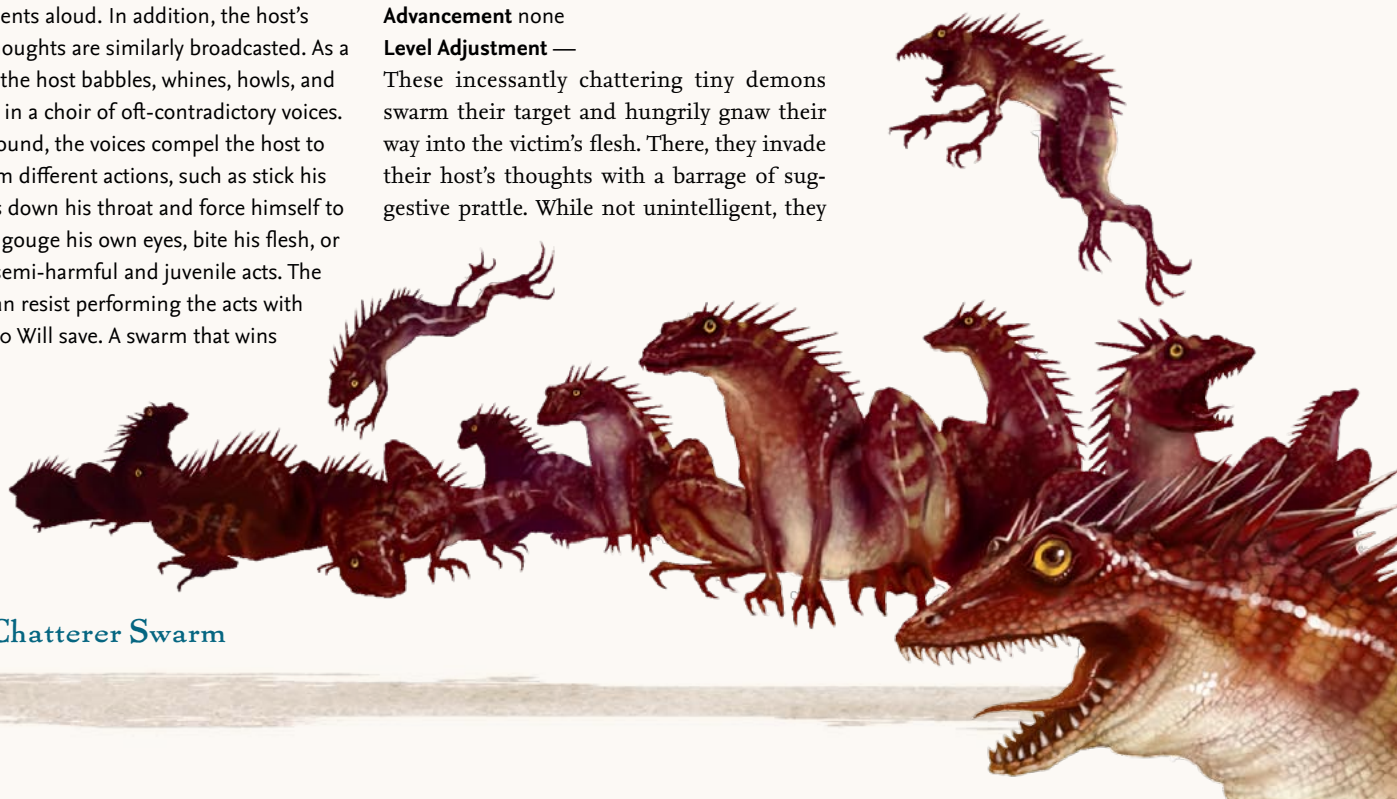 ents aloud. In addition, the host's
oughts are similarly broadcasted. As a
the host babbles, whines, howls, and
in a choir of oft-contradictory voices.
ound, the voices compel the host to
m different actions, such as stick his
s down his throat and force himself to
gouge his own eyes, bite his flesh, or
semi-harmful and juvenile acts. The
an resist performing the acts with
o Will save. A swarm that wins
Advancement none
Level Adjustment —
These incessantly chattering tiny demons
swarm their target and hungrily gnaw their
way into the victim's flesh. There, they invade
their host's thoughts with a barrage of sug-
gestive prattle. While not unintelligent, they
Chatterer Swarm